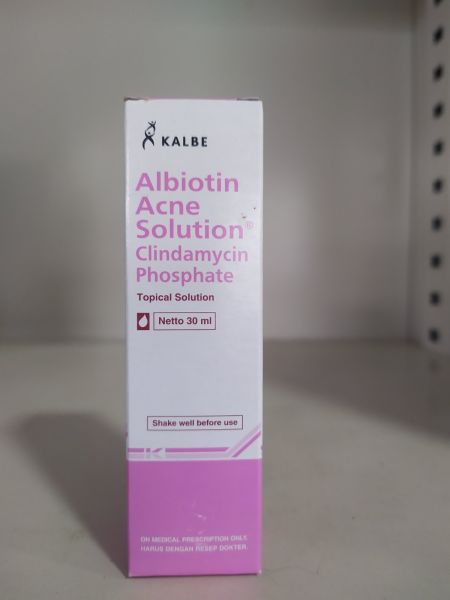 KALBE
Albiotin
Acne
Solution®
Clindamycin
Phosphate
Topical Solution
Netto 30 ml
Shake well before use
ON MEDICAL PRESCRIPTION ONLY.
HARUS DENGAN RESEP DOKTER.